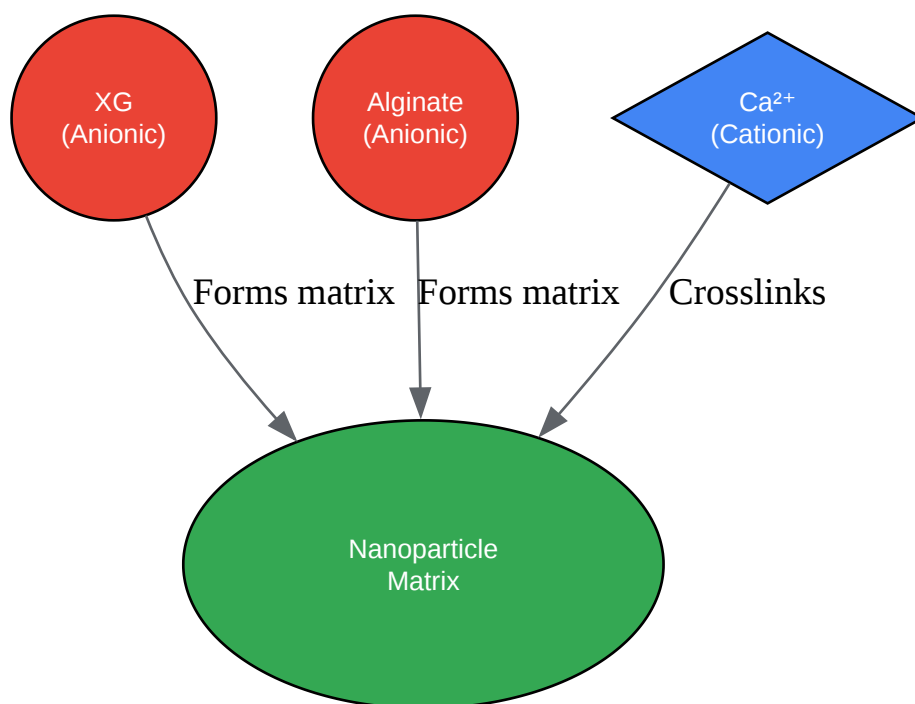 XG
(Anionic)
Alginate
(Anionic)
Ca²⁺
(Cationic)
Forms matrix
Forms matrix
Crosslinks
Nanoparticle
Matrix